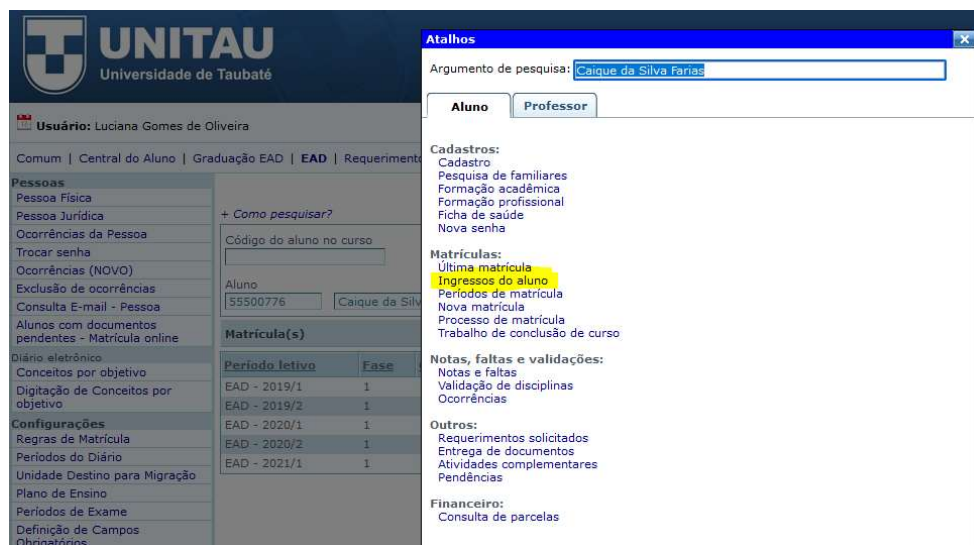 UNITAU
Universidade de Taubaté
Usuário: Luciana Gomes de Oliveira
Comum | Central do Aluno | Graduação EAD | EAD | Requerimento
Pessoas
Pessoa Física
Pessoa Jurídica
Ocorrências da Pessoa
Trocar senha
Ocorrências (NOVO)
Exclusão de ocorrências
Consulta E-mail - Pessoa
Alunos com documentos
pendentes - Matrícula online
Diário eletrônico
Conceitos por objetivo
Digitação de Conceitos por
objetivo
Configurações
Regras de Matrícula
Períodos do Diário
Unidade Destino para Migração
Plano de Ensino
Períodos de Exame
Definição de Campos
Obrigatórios
+ Como pesquisar?
Código do aluno no curso
Aluno
55500776 Caique da Silv
Matrícula(s)
Período letivo Fase
EAD - 2019/1 1
EAD - 2019/2 1
EAD - 2020/1 1
EAD - 2020/2 1
EAD - 2021/1 1
Atalhos
Argumento de pesquisa: Caique da Silva Farias
Aluno Professor
Cadastros:
Cadastro
Pesquisa de familiares
Formação acadêmica
Formação profissional
Ficha de saúde
Nova senha
Matrículas:
Última matrícula
Ingressos do aluno
Períodos de matrícula
Nova matrícula
Processo de matrícula
Trabalho de conclusão de curso
Notas, faltas e validações:
Notas e faltas
Validação de disciplinas
Ocorrências
Outros:
Requerimentos solicitados
Entrega de documentos
Atividades complementares
Pendências
Financeiro:
Consulta de parcelas